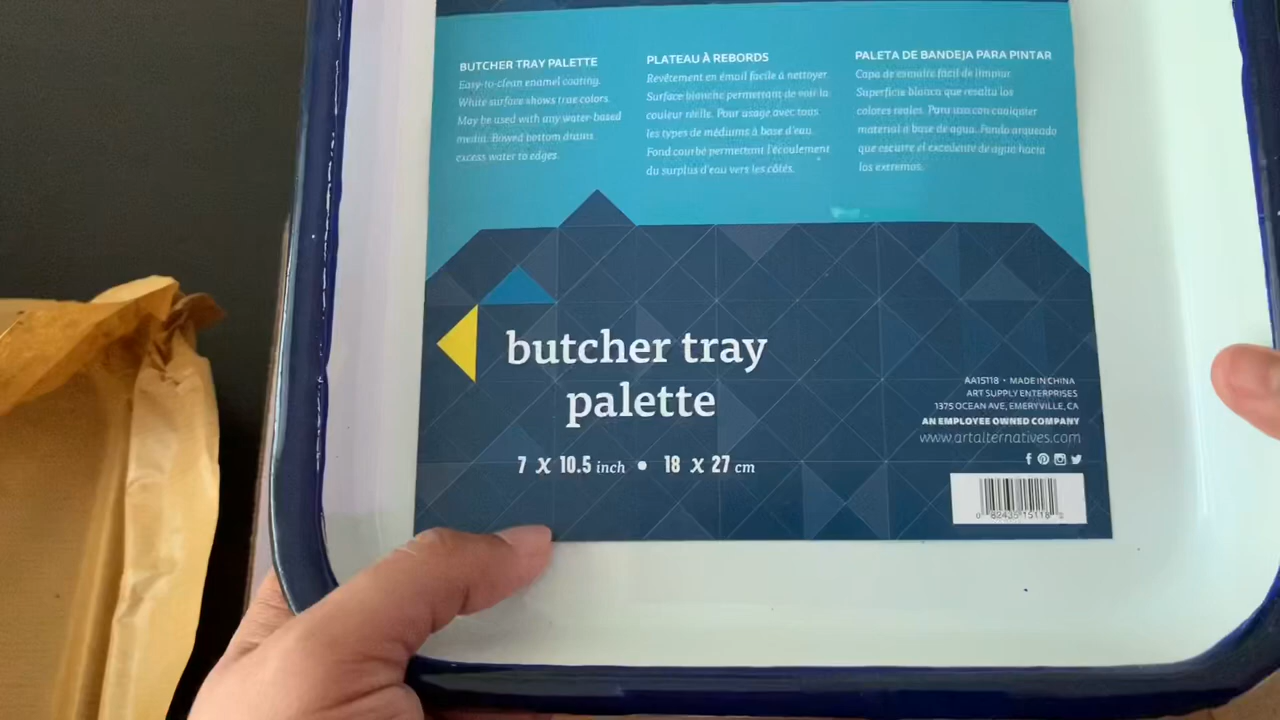 BUTCHER TRAY PALETTE
Easy-to-clean enamel coating.
White surface shows true colors.
May be used with any water-based
media. Bowed bottom drains
excess water to edges.
PLATEAU À REBORDS
Revêtement en émail facile à nettoyer.
Surface blanche permettant de voir la
couleur réelle. Pour usage avec tous
les types de médiums à base d'eau.
Fond courbé permettant l'écoulement
du surplus d'eau vers les côtés.
PALETA DE BANDEJA PARA PINTAR
Capa de esmalte fácil de limpiar.
Superficie blanca que resalta los
colores reales. Para uso con cualquier
material a base de agua. Fondo arqueado
que escurre el excedente de agua hacia
los extremos.
butcher tray
palette
7 x 10.5 inch • 18 x 27 cm
AA15118 • MADE IN CHINA
ART SUPPLY ENTERPRISES
1375 OCEAN AVE, EMERYVILLE, CA
AN EMPLOYEE OWNED COMPANY
www.artalternatives.com
0 82435 15118 2